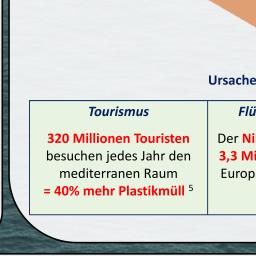 Ursache
Tourismus
320 Millionen Touristen
besuchen jedes Jahr den
mediterranen Raum
= 40% mehr Plastikmüll 5
Flü
Der Ni
3,3 Mi
Europ